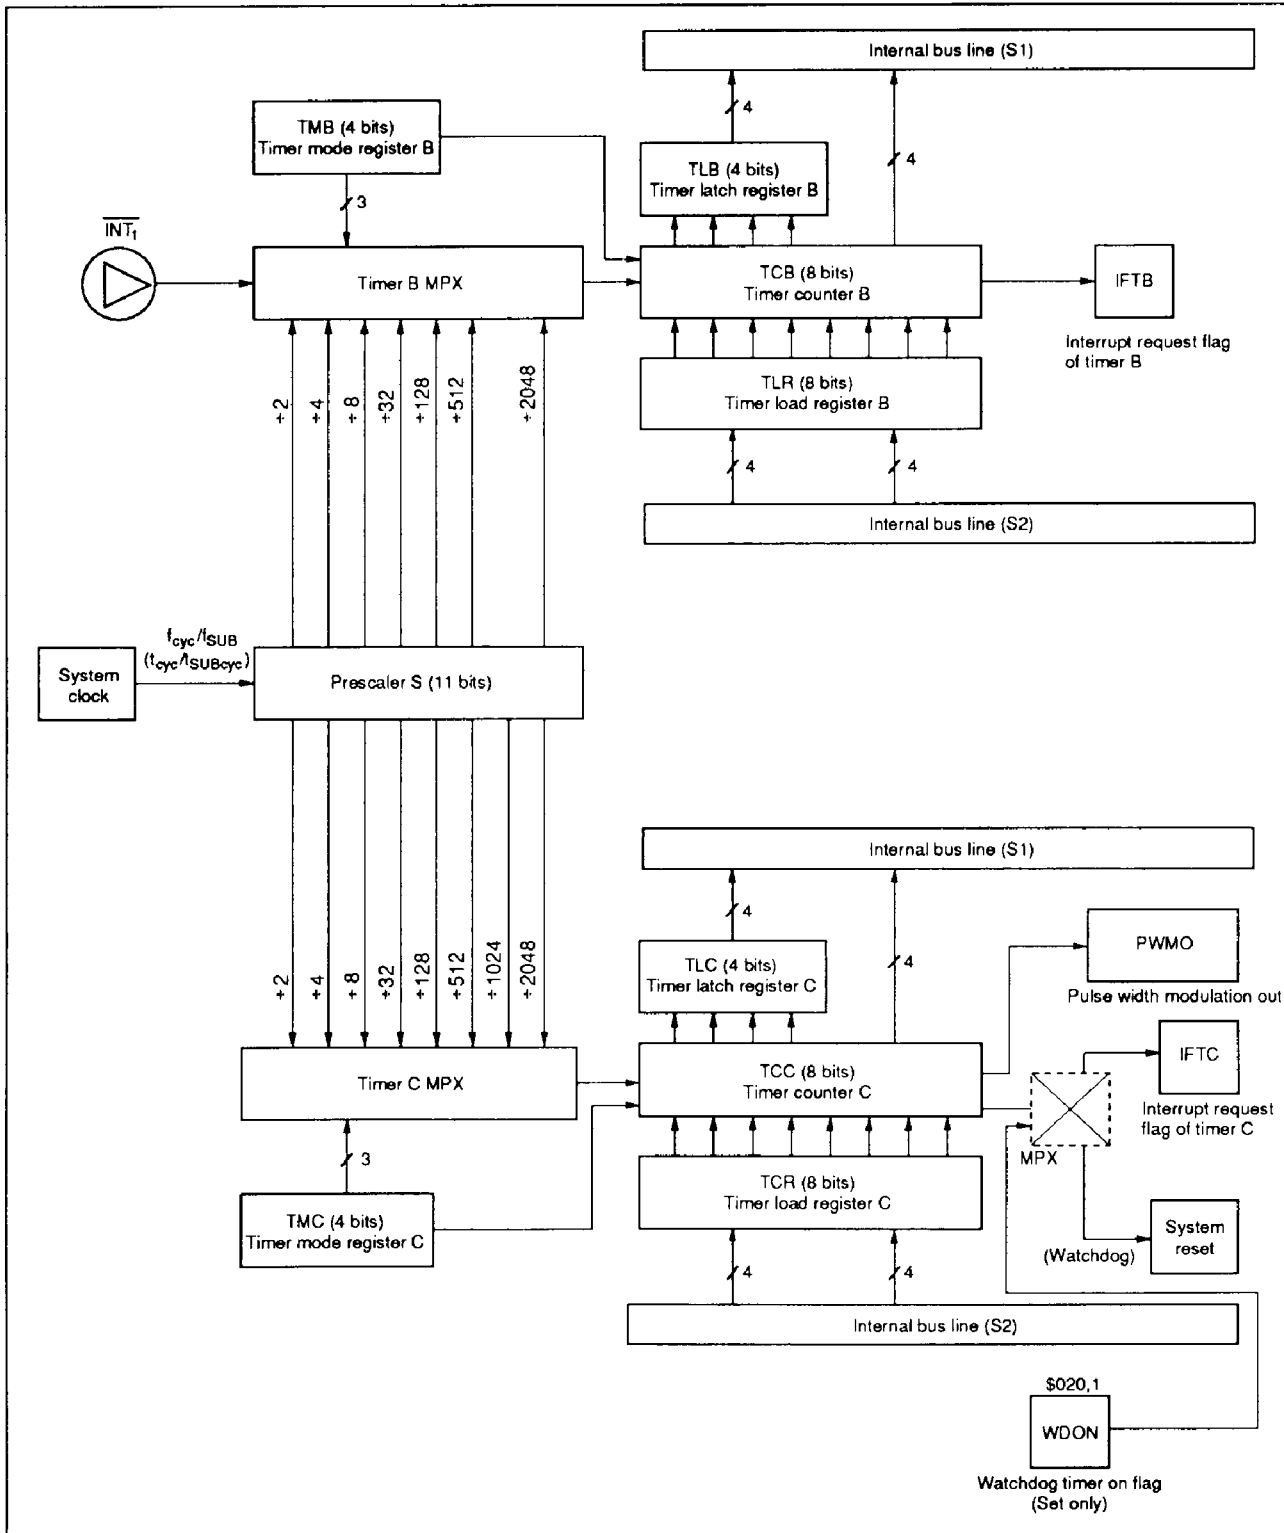 Internal bus line (S1)
TMB (4 bits)
Timer mode register B
4
TLB (4 bits)
Timer latch register B
4
3
INT1
Timer B MPX
TCB (8 bits)
Timer counter B
IFTB
Interrupt request flag
of timer B
TLR (8 bits)
Timer load register B
÷2
÷4
÷8
÷32
÷128
÷512
÷2048
4
4
Internal bus line (S2)
fcyc/fSUB
(tcyc/tSUBcyc)
System
clock
Prescaler S (11 bits)
Internal bus line (S1)
4
4
÷2
÷4
÷8
÷32
÷128
÷512
÷1024
÷2048
TLC (4 bits)
Timer latch register C
PWMO
Pulse width modulation out
Timer C MPX
TCC (8 bits)
Timer counter C
IFTC
Interrupt request
flag of timer C
MPX
3
TCR (8 bits)
Timer load register C
TMC (4 bits)
Timer mode register C
(Watchdog)
System
reset
4
4
Internal bus line (S2)
$020,1
WDON
Watchdog timer on flag
(Set only)